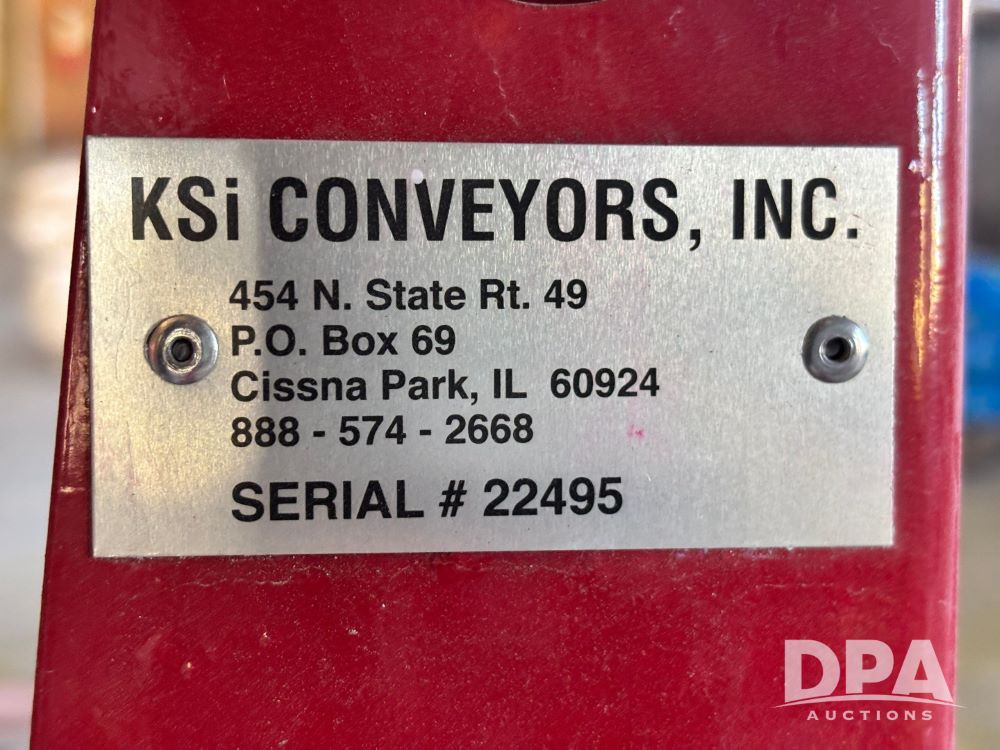 KSi CONVEYORS, INC.
454 N. State Rt. 49
P.O. Box 69
Cissna Park, IL 60924
888 - 574 - 2668
SERIAL # 22495
DPA
AUCTIONS